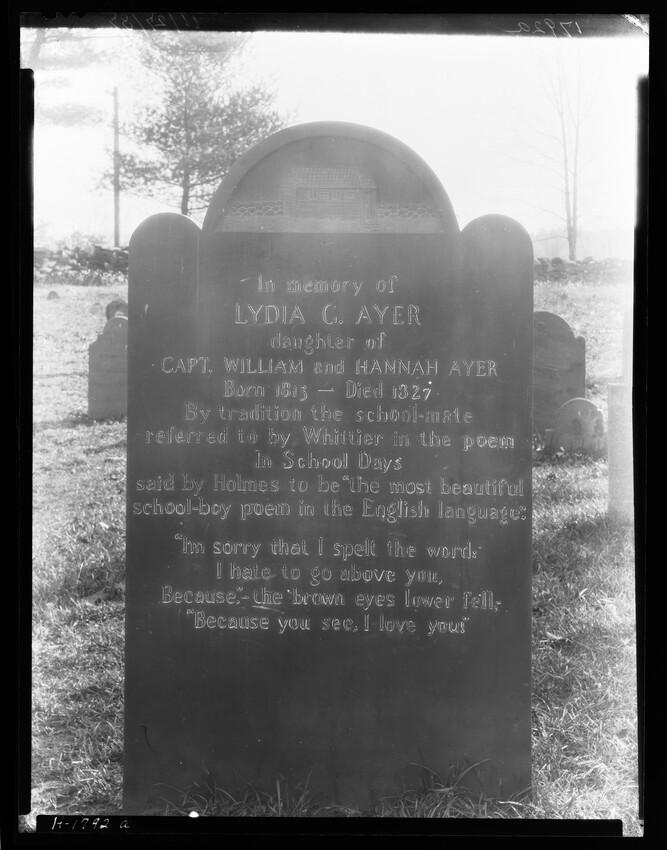 1792a
In memory of
LYDIA G. AYER
daughter of
CAPT. WILLIAM and HANNAH AYER
Born 1813 — Died 1827
By tradition the school-mate
referred to by Whittier in the poem
In School Days
said by Holmes to be "the most beautiful
school-boy poem in the English language."
"I'm sorry that I spelt the word:
I hate to go above you,
Because,"–the brown eyes lower fell,–
"Because you see, I love you!"
H-1792 a